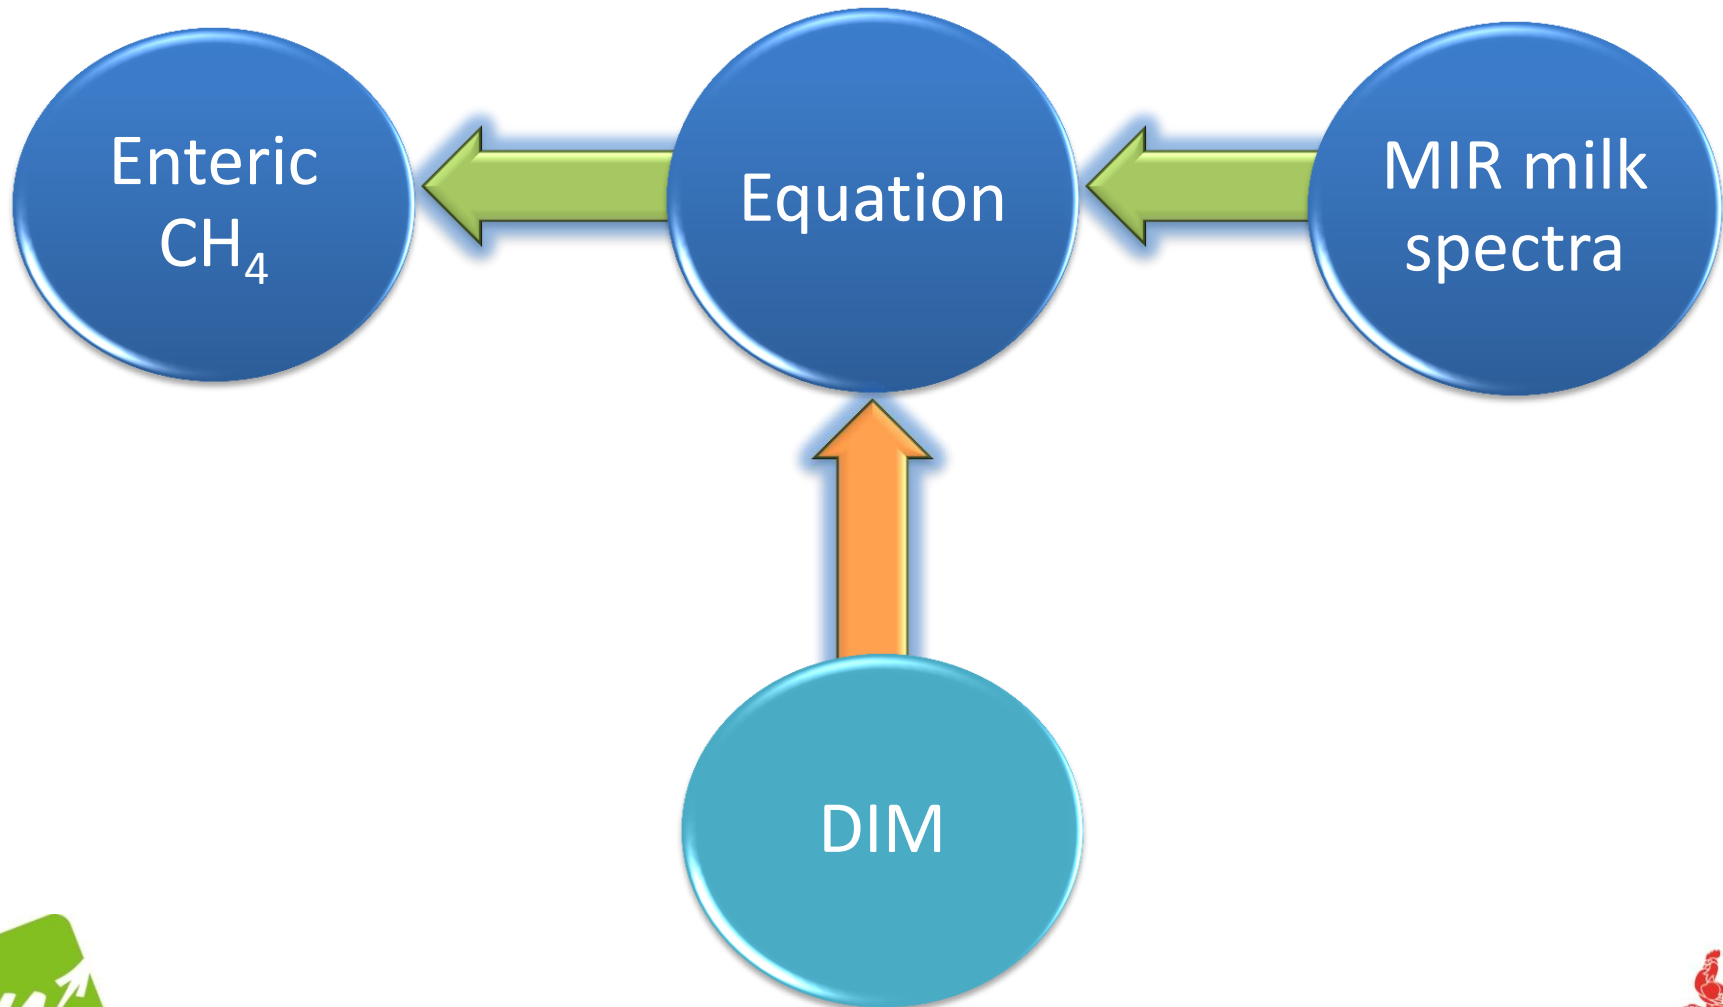 Enteric
CH₄
Equation
MIR milk
spectra
DIM